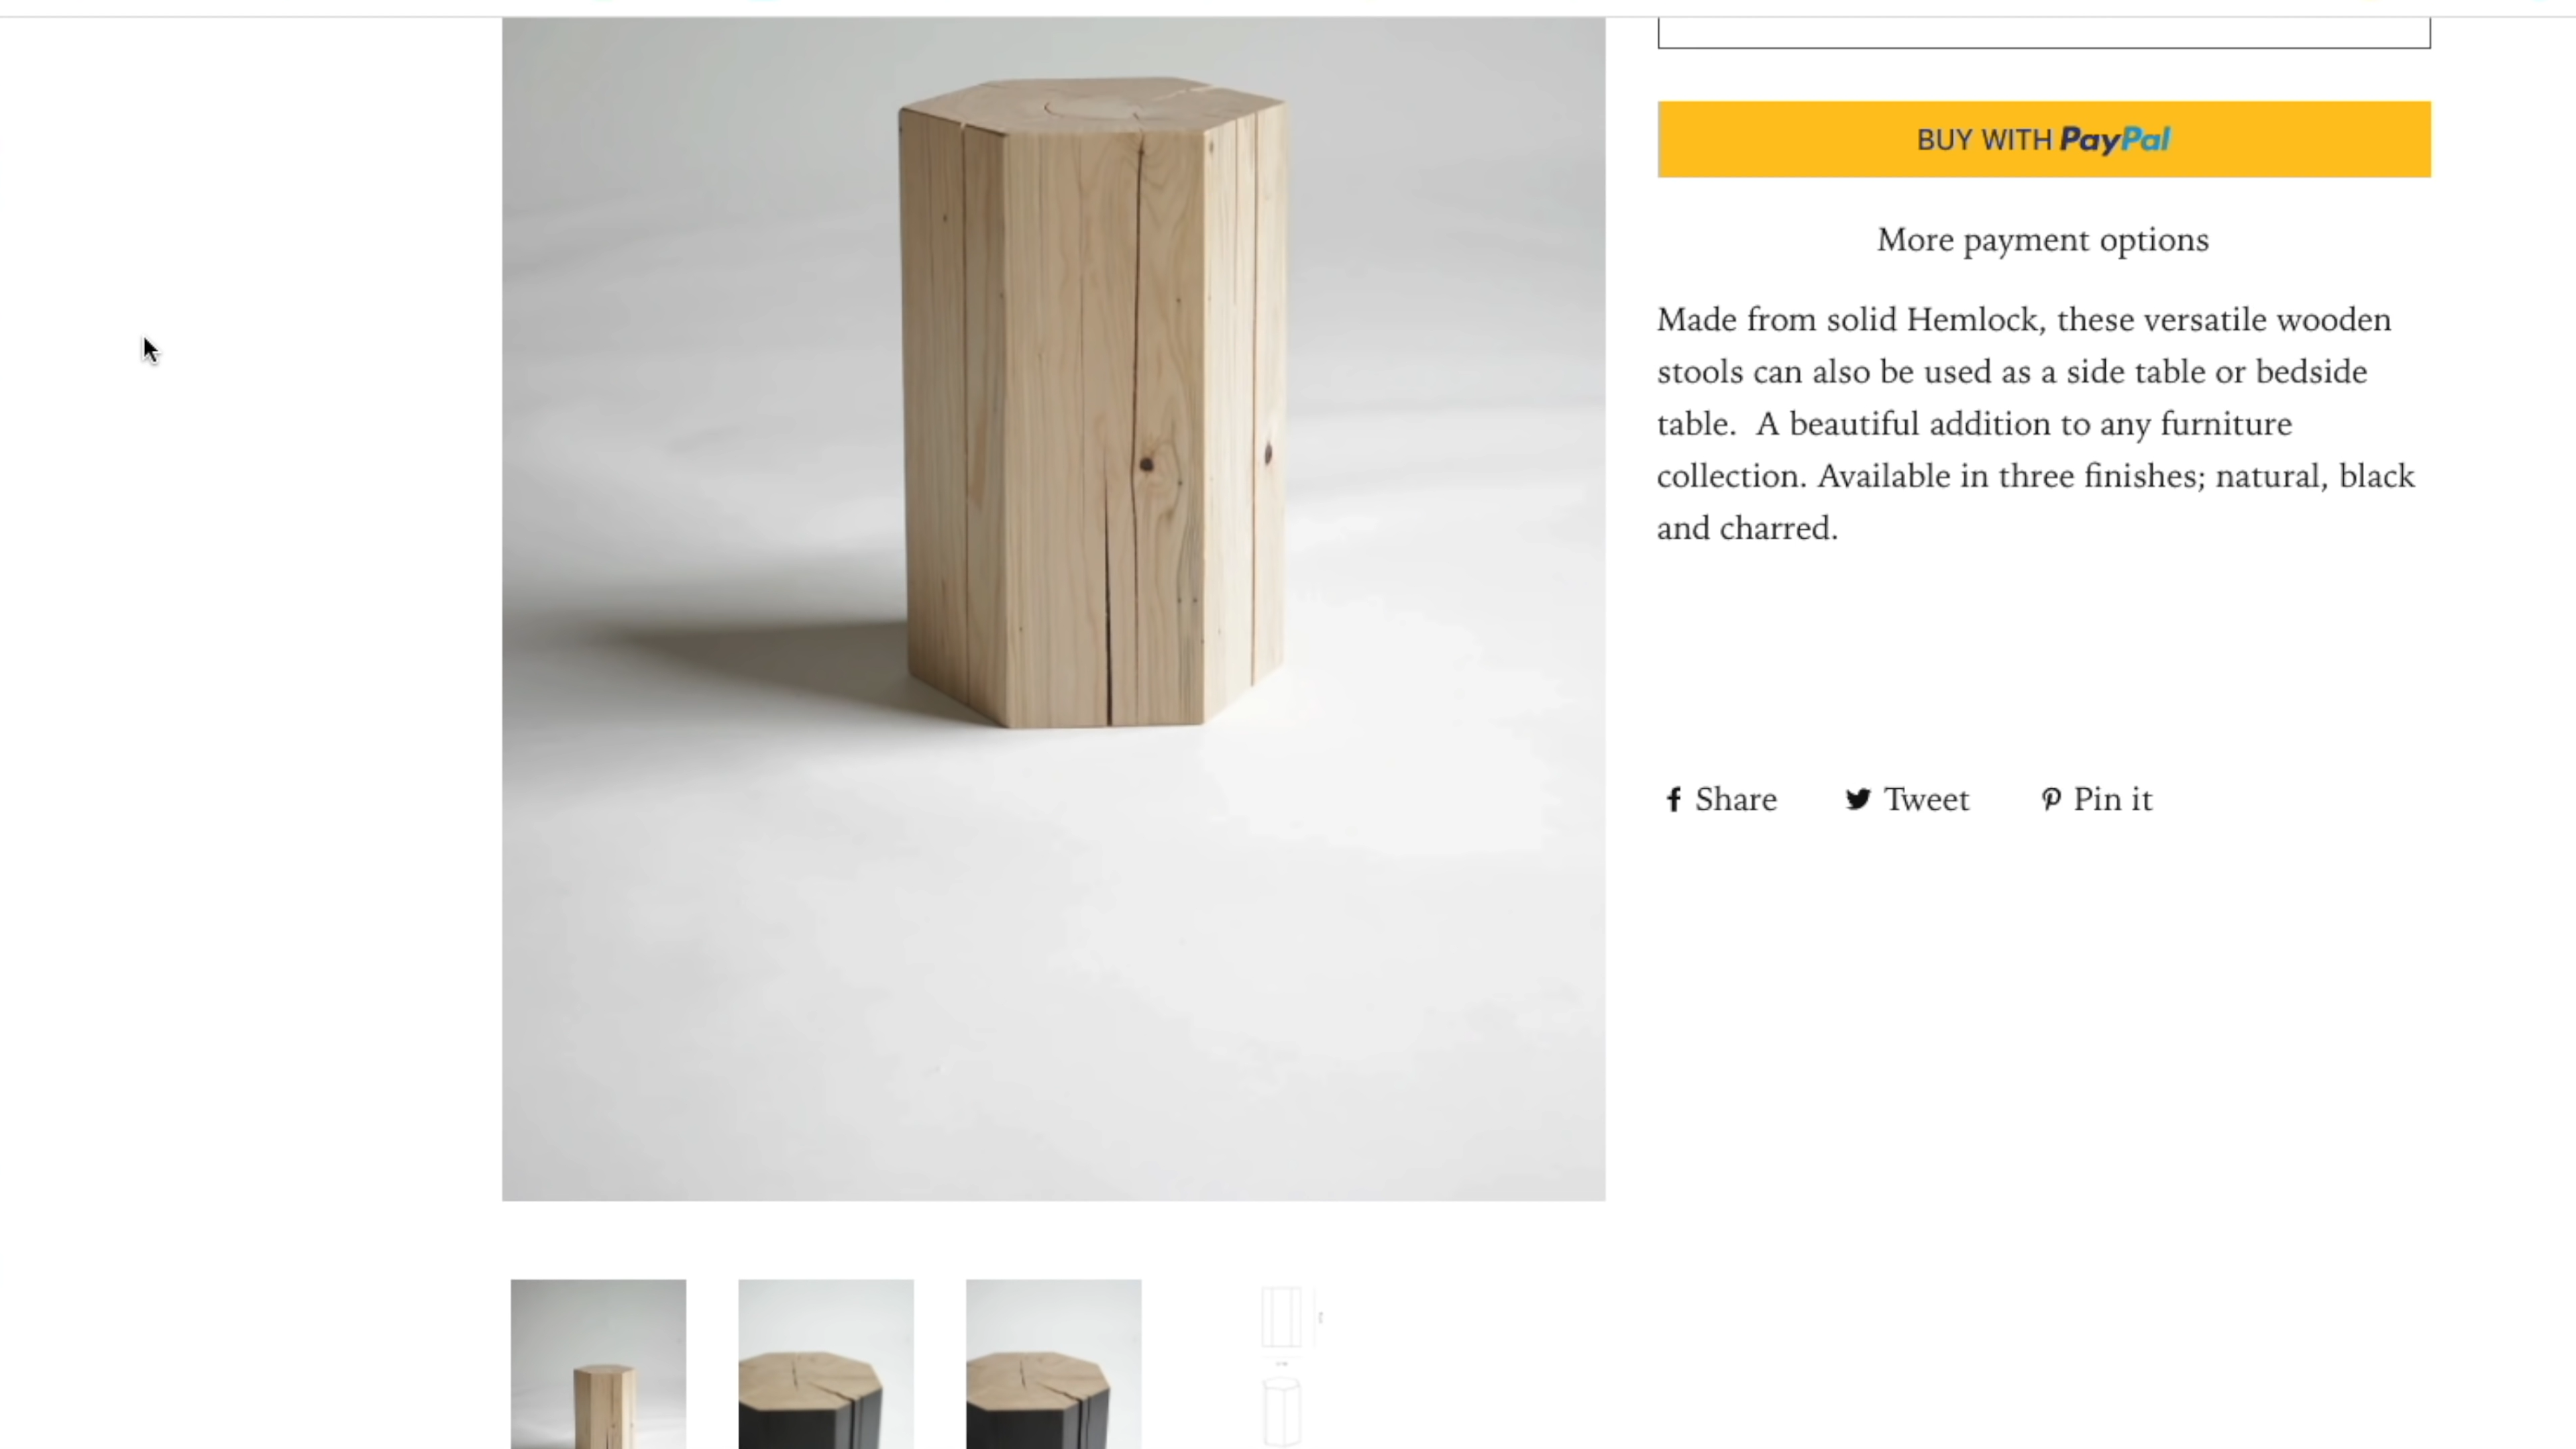 BUY WITH PayPal
More payment options
Made from solid Hemlock, these versatile wooden
stools can also be used as a side table or bedside
table.  A beautiful addition to any furniture
collection. Available in three finishes; natural, black
and charred.
Share Tweet Pin it